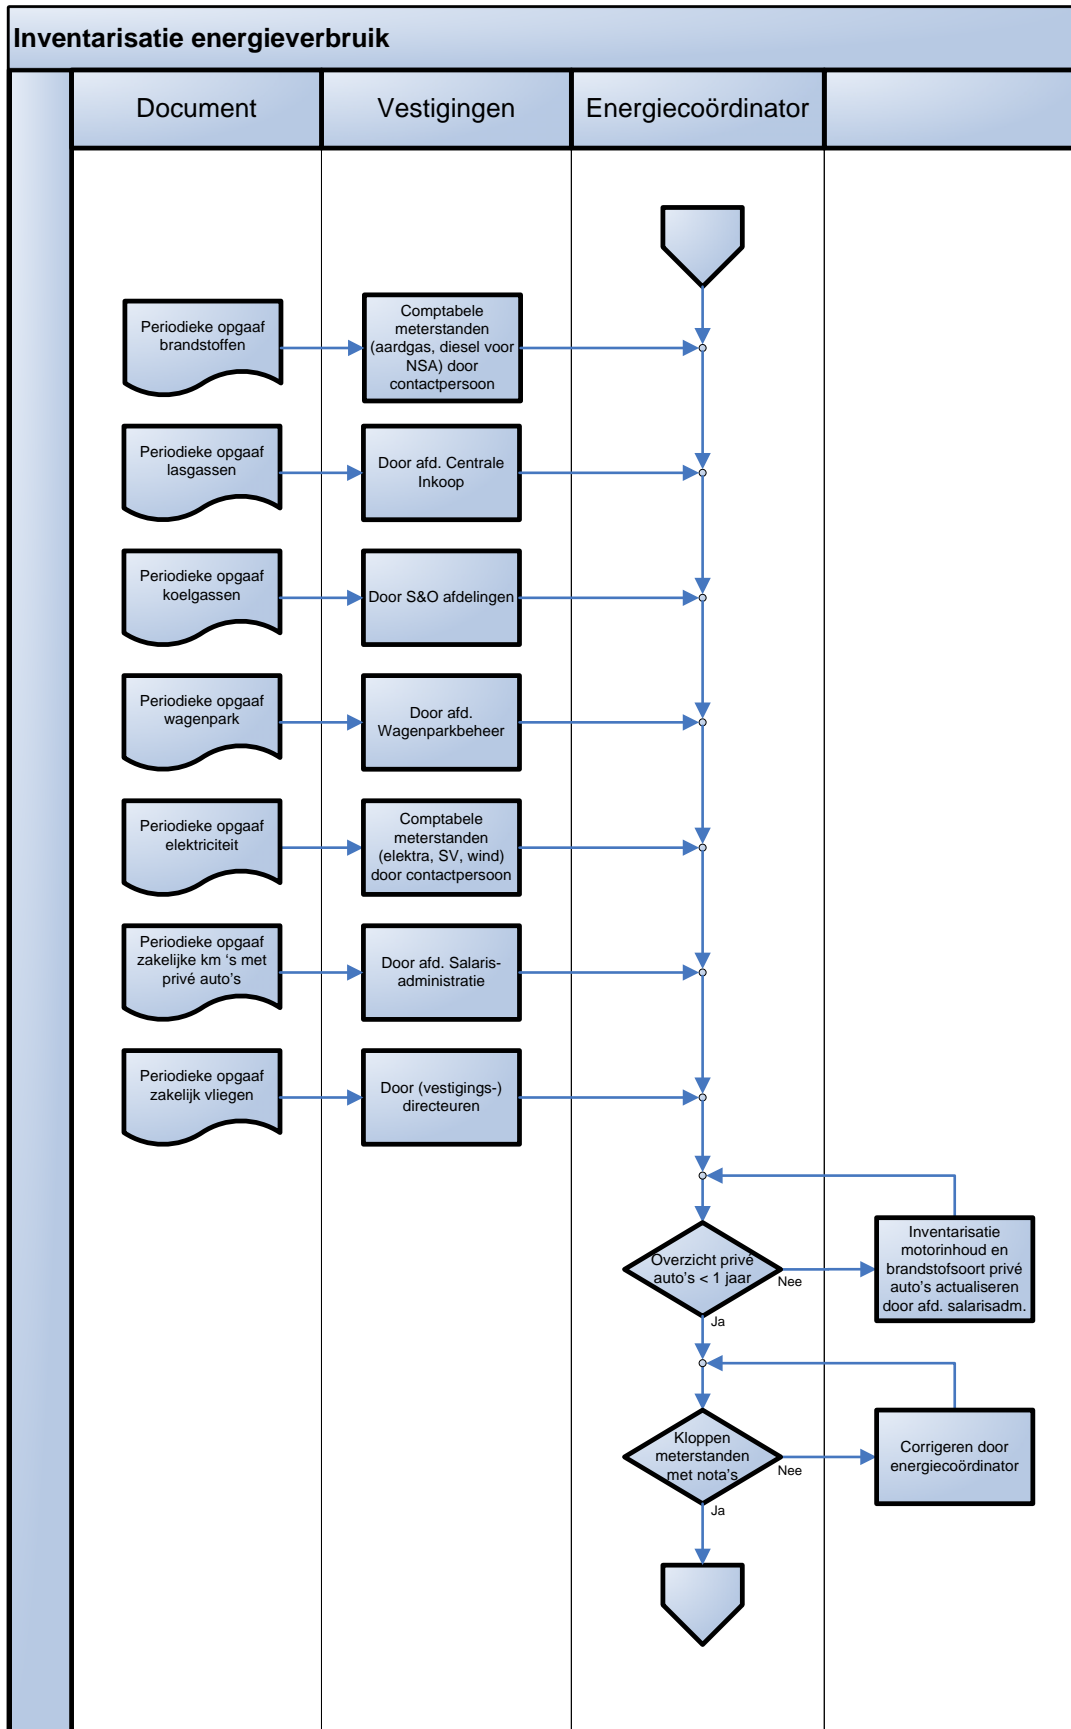 Inventarisatie energieverbruik
Document
Vestigingen
Energiecoördinator
Periodieke opgaaf
brandstoffen
Comptabele
meterstanden
(aardgas, diesel voor
NSA) door
contactpersoon
Periodieke opgaaf
lasgassen
Door afd. Centrale
Inkoop
Periodieke opgaaf
koelgassen
Door S&O afdelingen
Periodieke opgaaf
wagenpark
Door afd.
Wagenparkbeheer
Periodieke opgaaf
elektriciteit
Comptabele
meterstanden
(elektra, SV, wind)
door contactpersoon
Periodieke opgaaf
zakelijke km ‘s met
privé auto’s
Door afd. Salaris-
administratie
Periodieke opgaaf
zakelijk vliegen
Door (vestigings-)
directeuren
Overzicht privé
auto’s < 1 jaar
Nee
Inventarisatie
motorinhoud en
brandstofsoort privé
auto’s actualiseren
door afd. salarisadm.
Ja
Kloppen
meterstanden
met nota’s
Nee
Corrigeren door
energiecoördinator
Ja